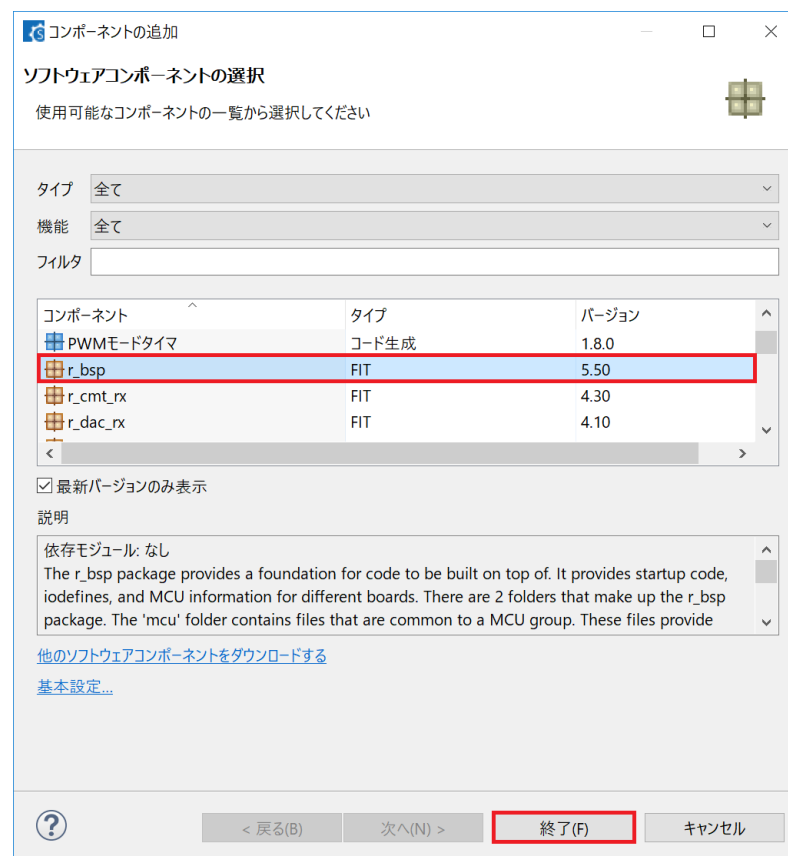 コンポーネントの追加
ソフトウェアコンポーネントの選択
使用可能なコンポーネントの一覧から選択してください
タイプ 全て
機能 全て
フィルタ
コンポーネント タイプ バージョン
PWMモードタイマ コード生成 1.8.0
r_bsp FIT 5.50
r_cmt_rx FIT 4.30
r_dac_rx FIT 4.10
最新バージョンのみ表示
説明
依存モジュール: なし
The r_bsp package provides a foundation for code to be built on top of. It provides startup code,
iodefines, and MCU information for different boards. There are 2 folders that make up the r_bsp
package. The 'mcu' folder contains files that are common to a MCU group. These files provide
他のソフトウェアコンポーネントをダウンロードする
基本設定...
< 戻る(B) 次へ(N) > 終了(F) キャンセル